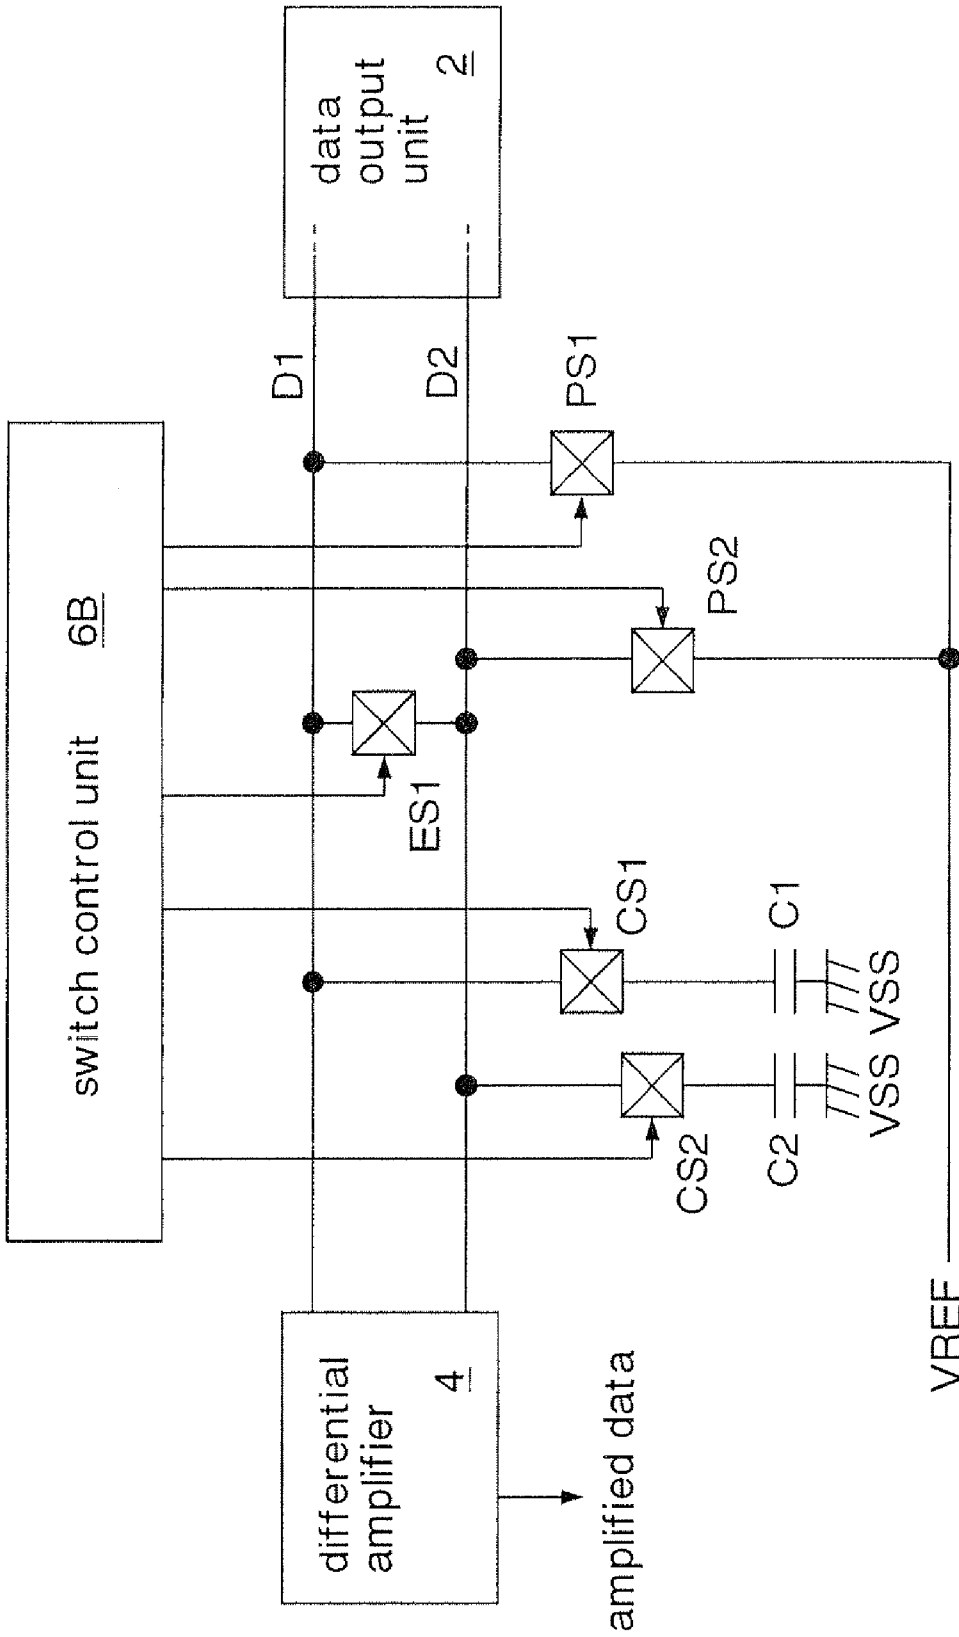 switch control unit 6B
differential
amplifier
4
amplified data
D1
D2
data
output
unit
2
ES1
PS1
PS2
CS1
CS2
C1
C2
VSS
VSS
VREF